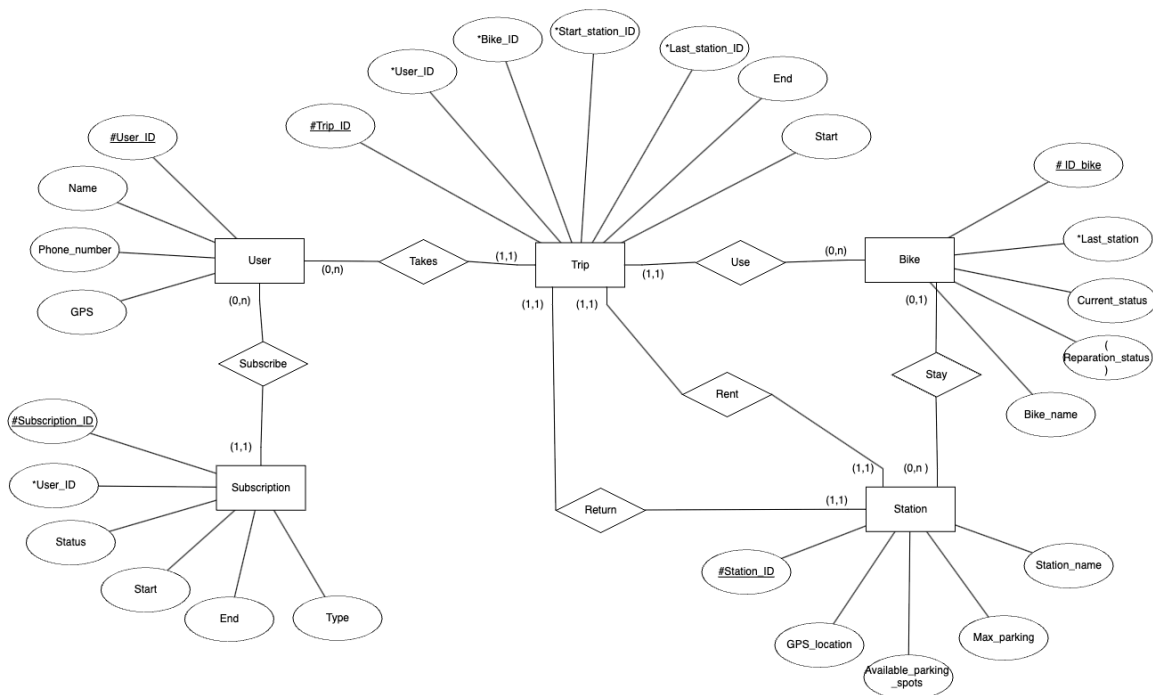 *Start_station_ID
*Bike_ID
*Last_station_ID
*User_ID
End
#Trip_ID
Start
#User_ID
# ID_bike
Name
*Last_station
Phone_number
User
(0,n)
Takes
(1,1)
Trip
(1,1)
Use
(0,n)
Bike
GPS
(0,n)
(1,1)
(1,1)
(0,1)
Current_status
(
Reparation_status
)
Subscribe
Stay
Rent
Bike_name
#Subscription_ID
(1,1)
(1,1)
(0,n )
*User_ID
Subscription
Return
(1,1)
Station
Status
Start
End
Type
#Station_ID
Station_name
GPS_location
Max_parking
Available_parking
_spots